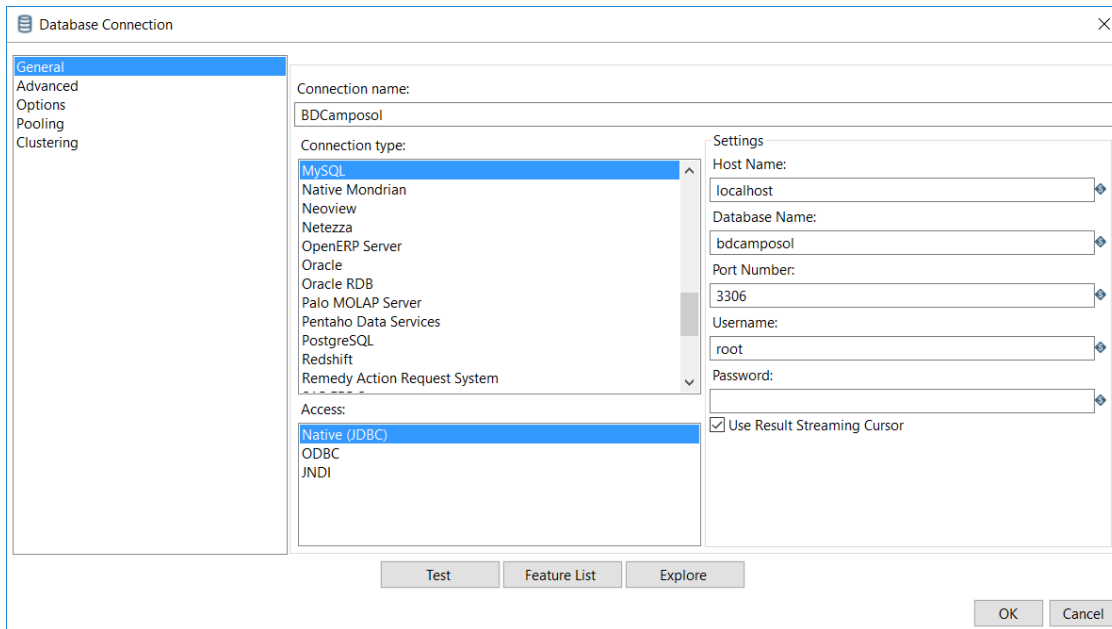 Database Connection
General
Advanced
Options
Pooling
Clustering
Connection name:
BDCamposol
Connection type:
MySQL
Native Mondrian
Neoview
Netezza
OpenERP Server
Oracle
Oracle RDB
Palo MOLAP Server
Pentaho Data Services
PostgreSQL
Redshift
Remedy Action Request System
Access:
Native (JDBC)
ODBC
JNDI
Settings
Host Name:
localhost
Database Name:
bdcamposol
Port Number:
3306
Username:
root
Password:
Use Result Streaming Cursor
Test
Feature List
Explore
OK
Cancel